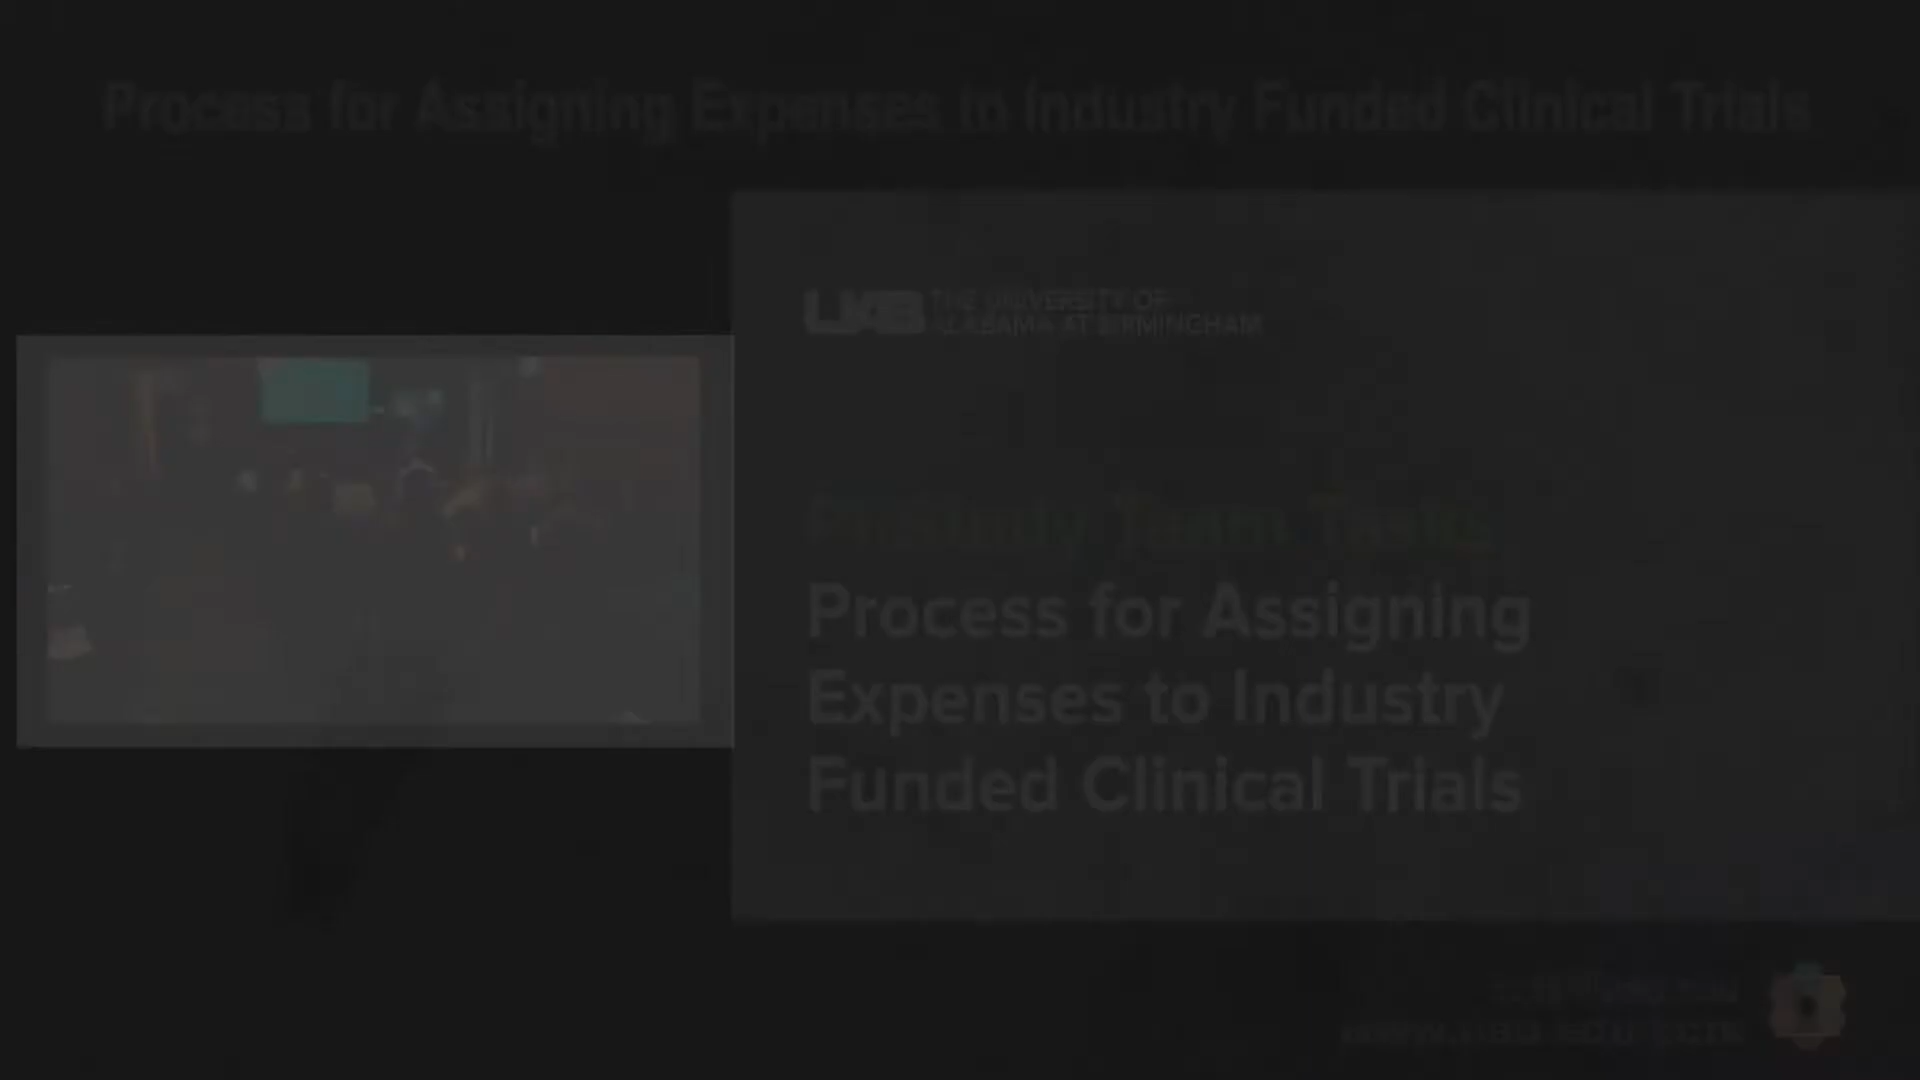 Process for Assigning Expenses to Industry Funded Clinical Trials
UAB THE UNIVERSITY OF
ALABAMA AT BIRMINGHAM
Process for Assigning
Expenses to Industry
Funded Clinical Trials